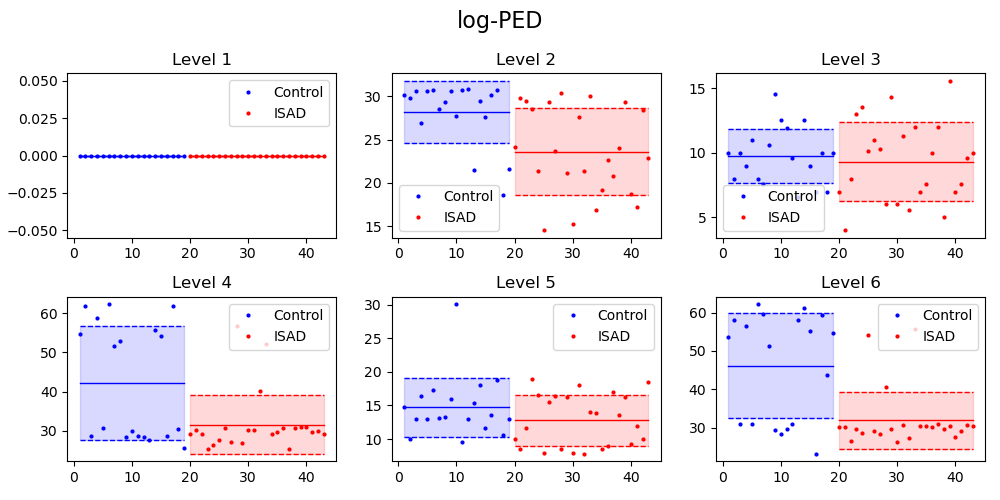 log-PED
Level 1
Level 2
Level 3
0.050
0.025
0.000
−0.025
−0.050
Control
ISAD
0 10 20 30 40
30
25
20
15
Control
ISAD
0 10 20 30 40
15
10
5
Control
ISAD
0 10 20 30 40
Level 4
Level 5
Level 6
60
50
40
30
Control
ISAD
0 10 20 30 40
30
25
20
15
10
Control
ISAD
0 10 20 30 40
60
50
40
30
Control
ISAD
0 10 20 30 40